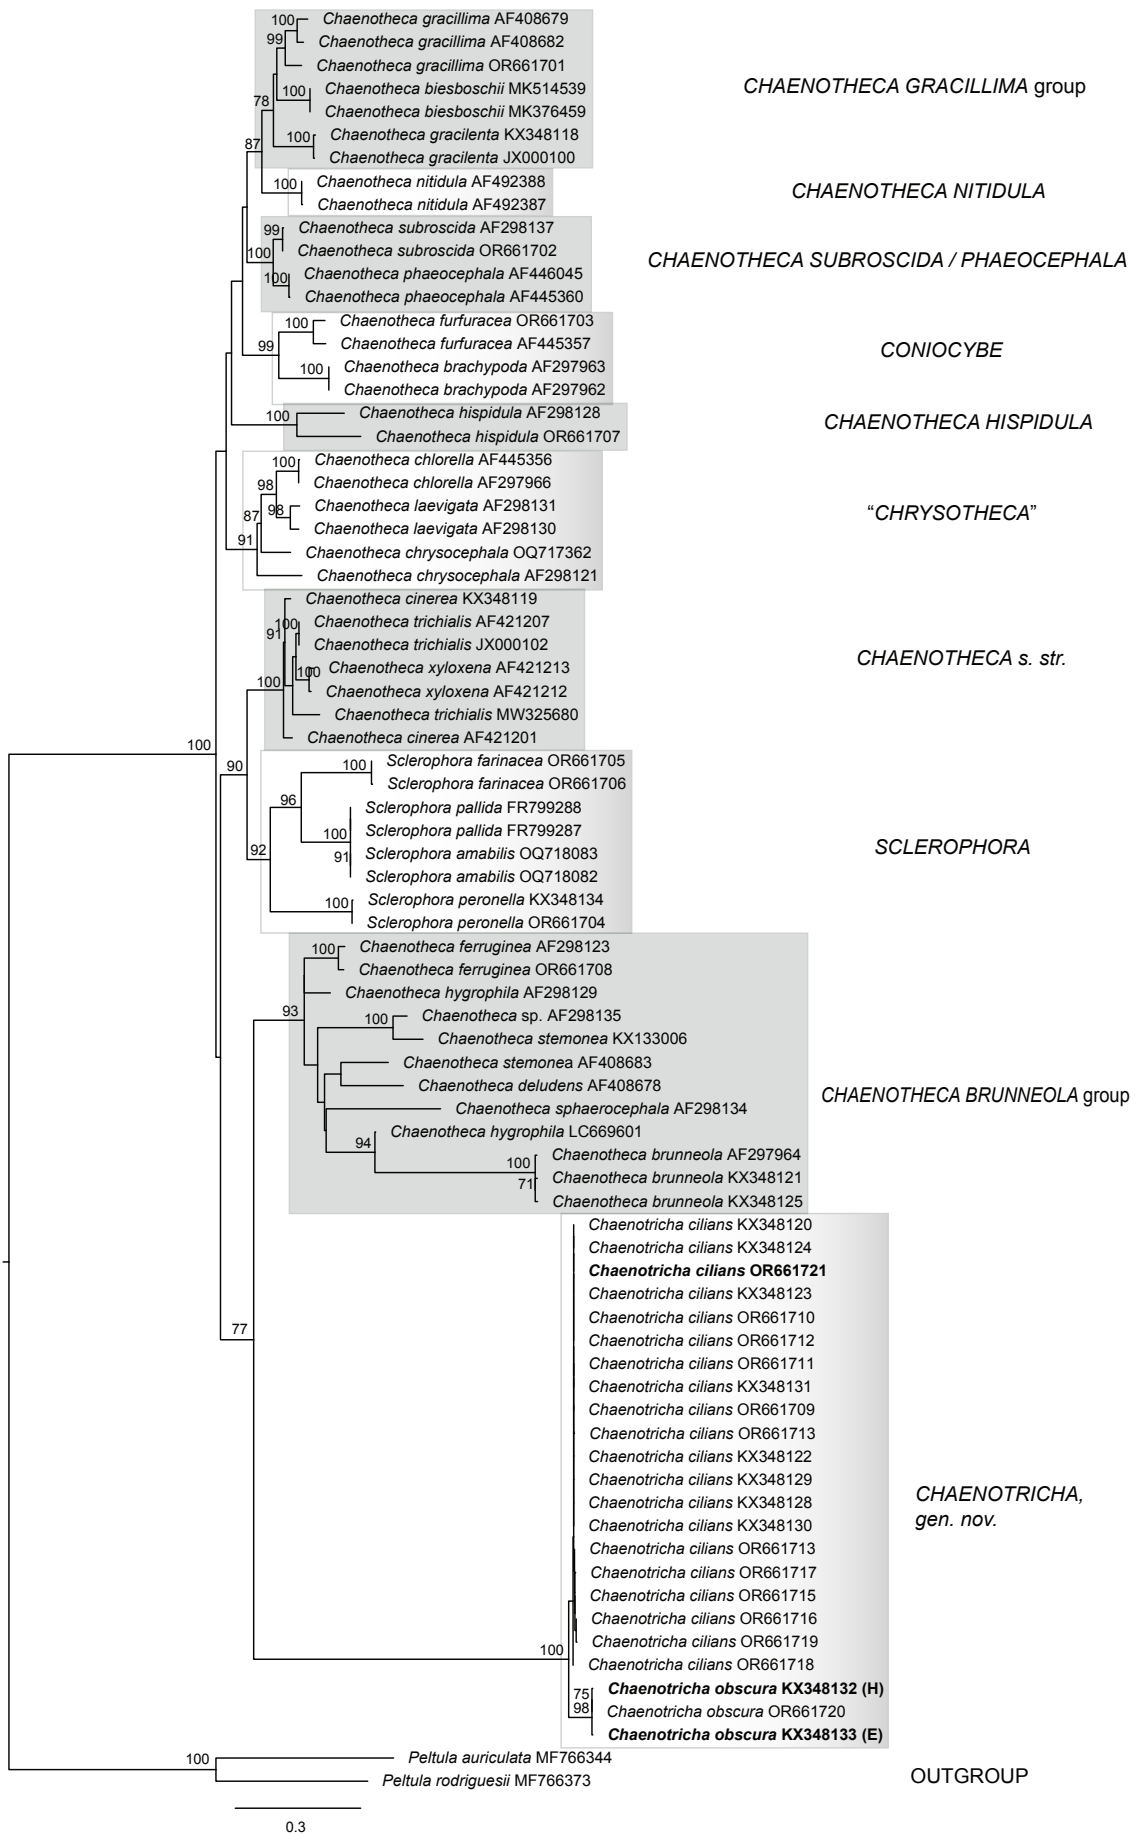 100
Chaenotheca gracillima AF408679
99
Chaenotheca gracillima AF408682
Chaenotheca gracillima OR661701
100
Chaenotheca biesboschii MK514539
CHAENOTHECA GRACILLIMA group
78
Chaenotheca biesboschii MK376459
100
Chaenotheca gracilenta KX348118
87
Chaenotheca gracilenta JX000100
100
Chaenotheca nitidula AF492388
CHAENOTHECA NITIDULA
Chaenotheca nitidula AF492387
99
Chaenotheca subroscida AF298137
100
Chaenotheca subroscida OR661702
CHAENOTHECA SUBROSCIDA / PHAEOCEPHALA
100
Chaenotheca phaeocephala AF446045
Chaenotheca phaeocephala AF445360
100
Chaenotheca furfuracea OR661703
99
Chaenotheca furfuracea AF445357
CONIOCYBE
100
Chaenotheca brachypoda AF297963
Chaenotheca brachypoda AF297962
100
Chaenotheca hispidula AF298128
CHAENOTHECA HISPIDULA
Chaenotheca hispidula OR661707
100
Chaenotheca chlorella AF445356
98
Chaenotheca chlorella AF297966
98
Chaenotheca laevigata AF298131
“CHRYSOTHECA”
87
Chaenotheca laevigata AF298130
91
Chaenotheca chrysocephala OQ717362
Chaenotheca chrysocephala AF298121
Chaenotheca cinerea KX348119
100
Chaenotheca trichialis AF421207
91
Chaenotheca trichialis JX000102
CHAENOTHECA s. str.
100
Chaenotheca xyloxena AF421213
100
Chaenotheca xyloxena AF421212
Chaenotheca trichialis MW325680
Chaenotheca cinerea AF421201
100
90
100
Sclerophora farinacea OR661705
Sclerophora farinacea OR661706
96
Sclerophora pallida FR799288
100
Sclerophora pallida FR799287
92
91
Sclerophora amabilis OQ718083
SCLEROPHORA
Sclerophora amabilis OQ718082
100
Sclerophora peronella KX348134
Sclerophora peronella OR661704
100
Chaenotheca ferruginea AF298123
Chaenotheca ferruginea OR661708
Chaenotheca hygrophila AF298129
93
100
Chaenotheca sp. AF298135
Chaenotheca stemonea KX133006
Chaenotheca stemonea AF408683
Chaenotheca deludens AF408678
CHAENOTHECA BRUNNEOLA group
Chaenotheca sphaerocephala AF298134
94
Chaenotheca hygrophila LC669601
100
Chaenotheca brunneola AF297964
71
Chaenotheca brunneola KX348121
Chaenotheca brunneola KX348125
77
Chaenotricha cilians KX348120
Chaenotricha cilians KX348124
Chaenotricha cilians OR661721
Chaenotricha cilians KX348123
Chaenotricha cilians OR661710
Chaenotricha cilians OR661712
Chaenotricha cilians OR661711
Chaenotricha cilians KX348131
Chaenotricha cilians OR661709
Chaenotricha cilians OR661713
Chaenotricha cilians KX348122
Chaenotricha cilians KX348129
CHAENOTRICHA,
gen. nov.
Chaenotricha cilians KX348128
Chaenotricha cilians KX348130
Chaenotricha cilians OR661713
Chaenotricha cilians OR661717
Chaenotricha cilians OR661715
Chaenotricha cilians OR661716
Chaenotricha cilians OR661719
100
Chaenotricha cilians OR661718
75
Chaenotricha obscura KX348132 (H)
98
Chaenotricha obscura OR661720
Chaenotricha obscura KX348133 (E)
100
Peltula auriculata MF766344
OUTGROUP
Peltula rodriguesii MF766373
0.3